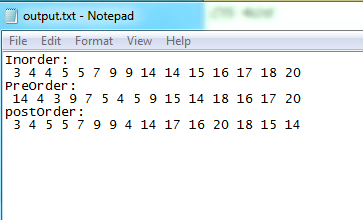 output.txt - Notepad
File Edit Format View Help
Inorder:
3 4 4 5 5 7 9 9 14 14 15 16 17 18 20
PreOrder:
14 4 3 9 7 5 4 5 9 15 14 18 16 17 20
postOrder:
3 4 5 5 7 9 9 4 14 17 16 20 18 15 14